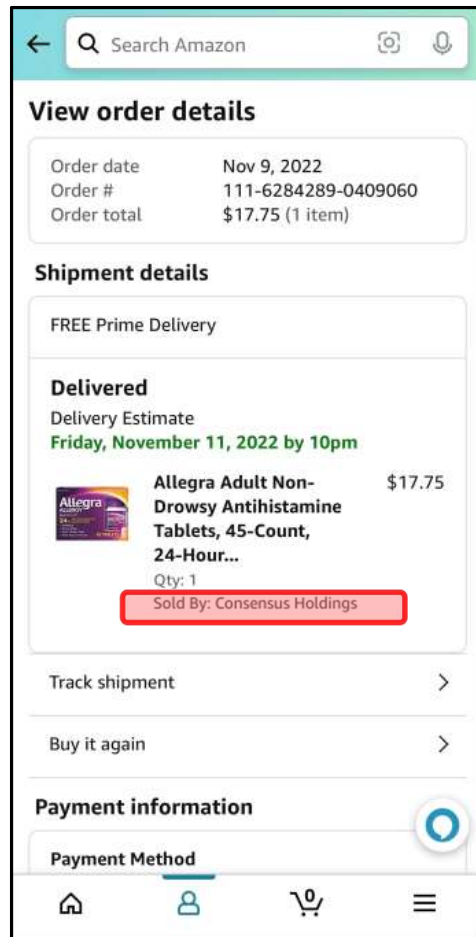 Search Amazon
View order details
Order date Nov 9, 2022
Order # 111-6284289-0409060
Order total $17.75 (1 item)
Shipment details
FREE Prime Delivery
Delivered
Delivery Estimate
Friday, November 11, 2022 by 10pm
Allegra Adult Non- $17.75
Drowsy Antihistamine
Tablets, 45-Count,
24-Hour...
Qty: 1
Sold By: Consensus Holdings
Allegra
ALLERGY
Track shipment
Buy it again
Payment information
Payment Method
0